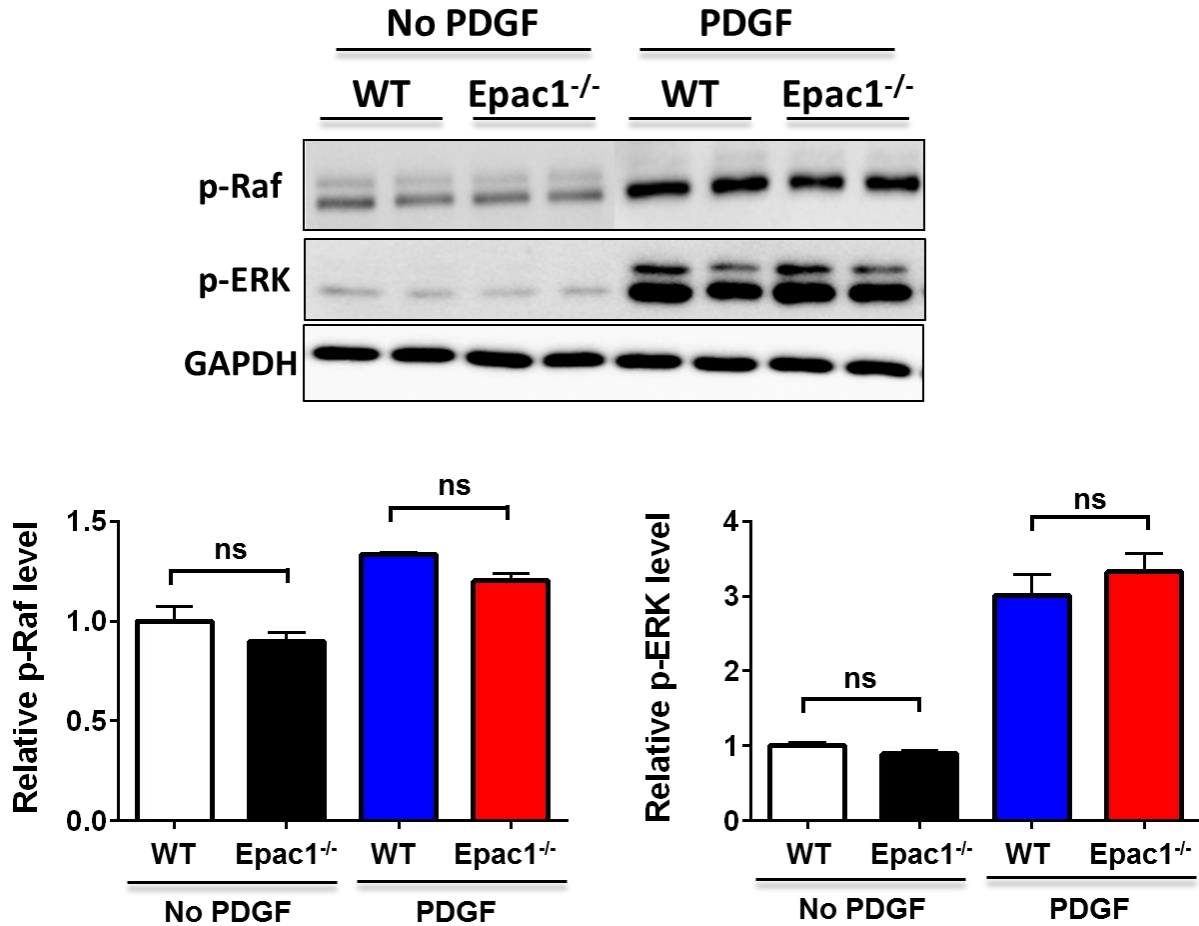 No PDGF PDGF
WT Epac1-/- WT Epac1-/-
p-Raf
p-ERK
GAPDH
Relative p-Raf level
1.5
1.0
0.5
0.0
ns
ns
WT Epac1-/- WT Epac1-/-
No PDGF PDGF
Relative p-ERK level
4
3
2
1
0
ns
ns
WT Epac1-/- WT Epac1-/-
No PDGF PDGF